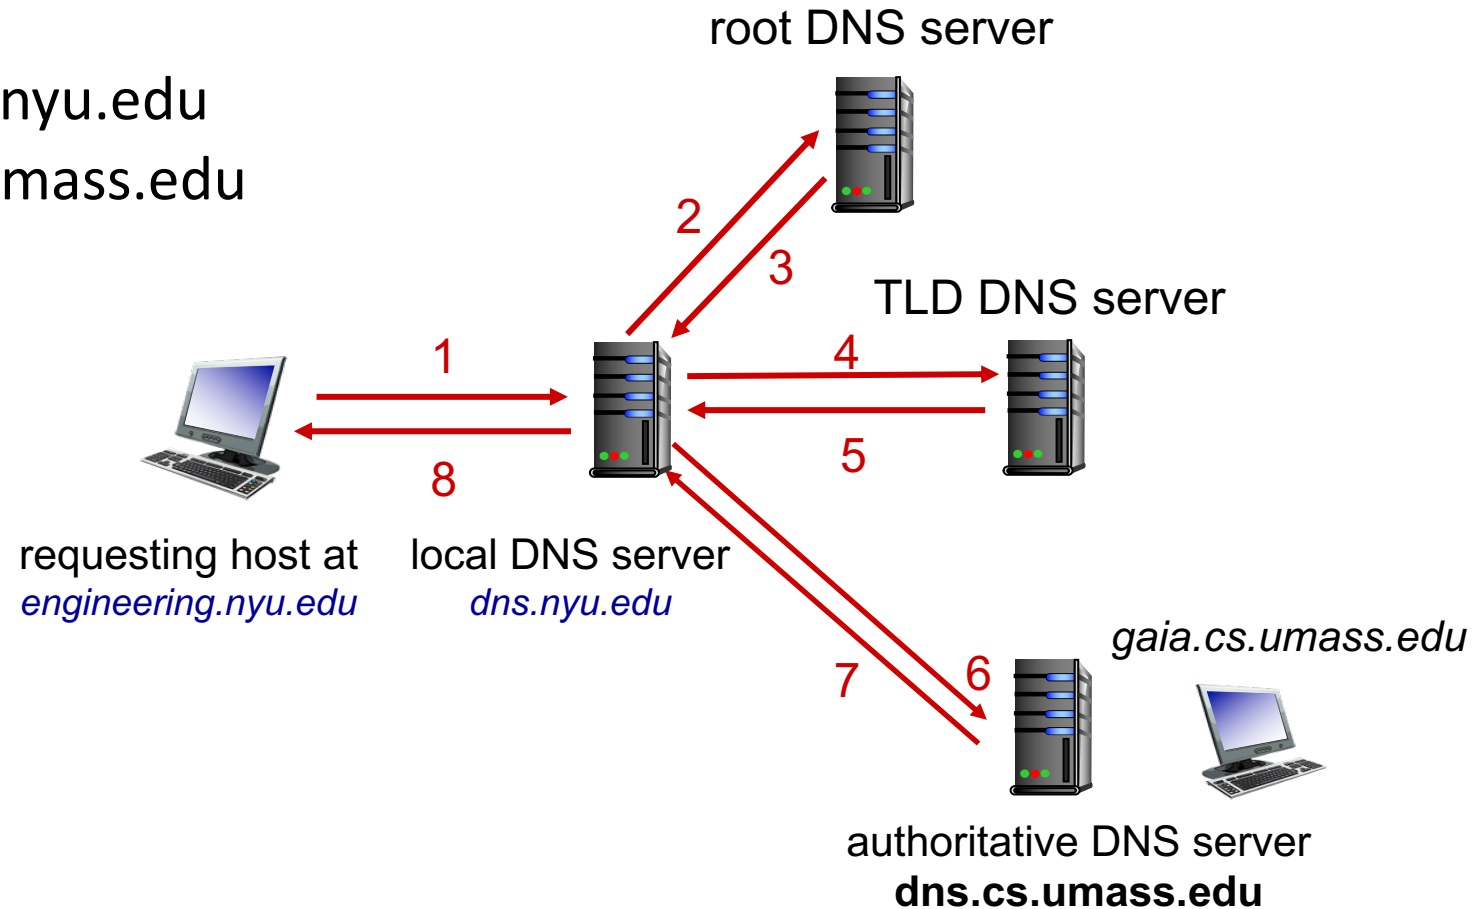 root DNS server
nyu.edu
mass.edu
2
3
TLD DNS server
1
4
5
8
requesting host at
engineering.nyu.edu
local DNS server
dns.nyu.edu
gaia.cs.umass.edu
7
6
authoritative DNS server
dns.cs.umass.edu